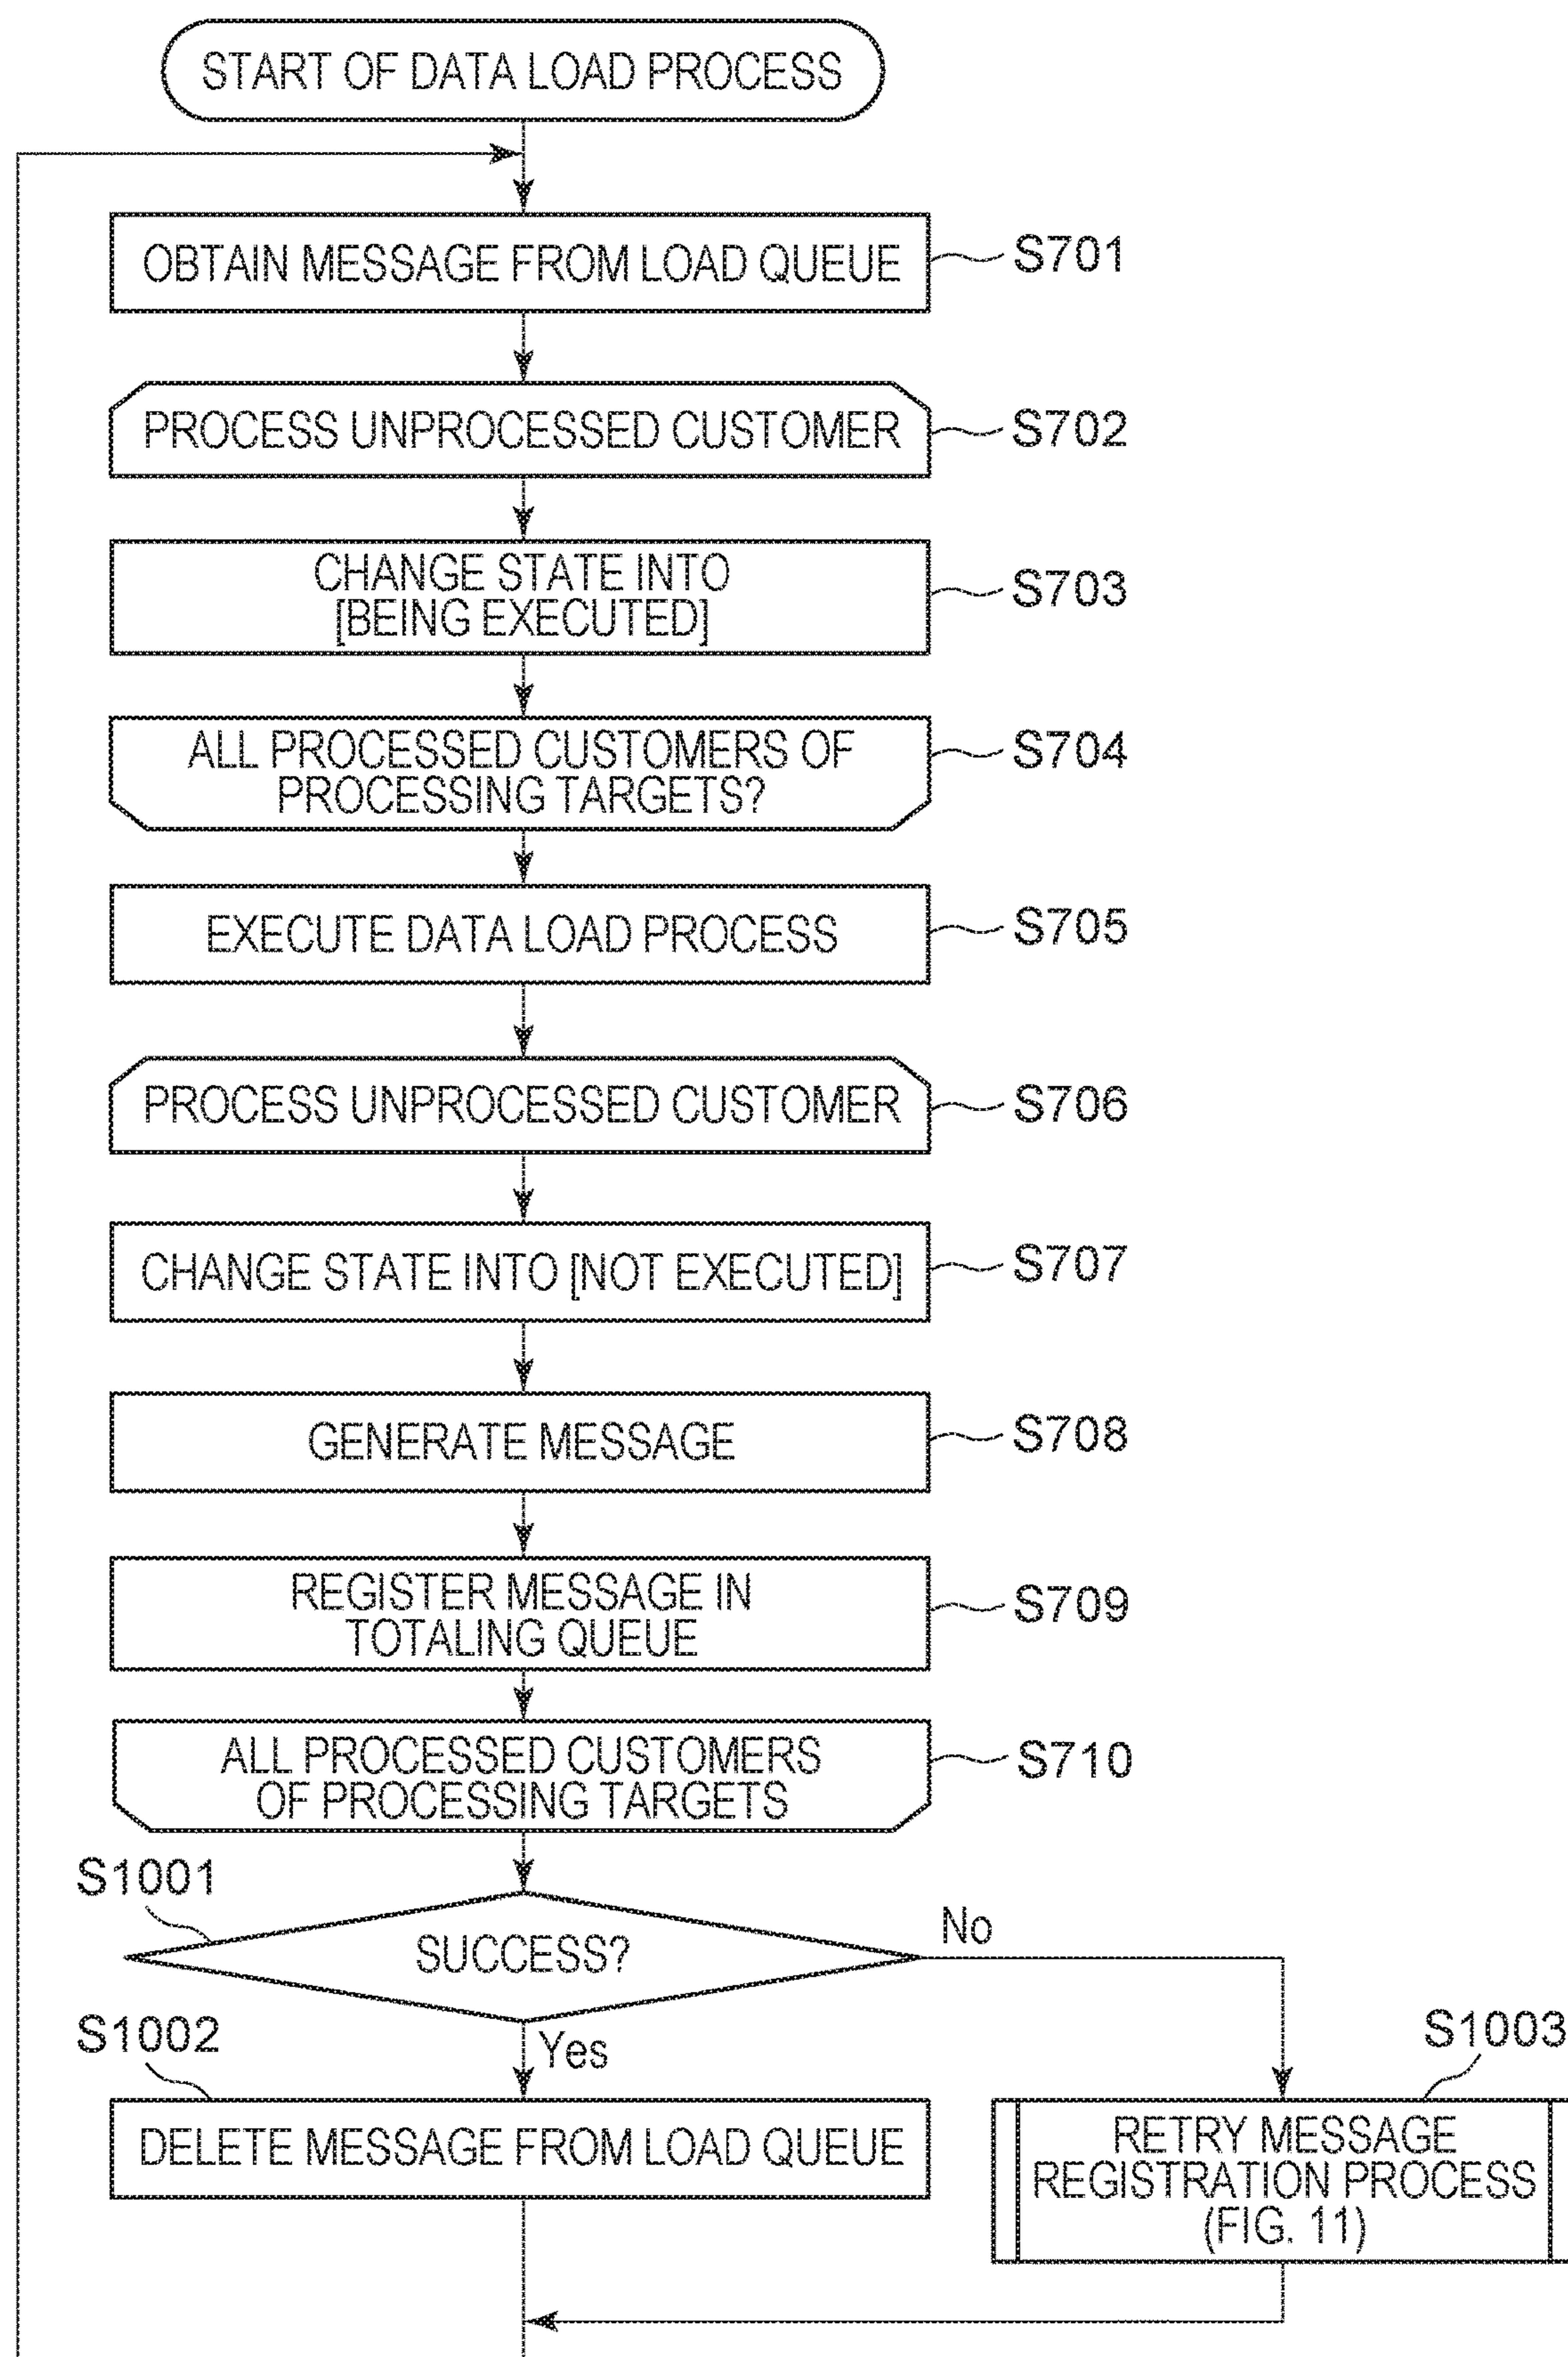 START OF DATA LOAD PROCESS
OBTAIN MESSAGE FROM LOAD QUEUE
S701
PROCESS UNPROCESSED CUSTOMER
S702
CHANGE STATE INTO
[BEING EXECUTED]
S703
ALL PROCESSED CUSTOMERS OF
PROCESSING TARGETS?
S704
EXECUTE DATA LOAD PROCESS
S705
PROCESS UNPROCESSED CUSTOMER
S706
CHANGE STATE INTO [NOT EXECUTED]
S707
GENERATE MESSAGE
S708
REGISTER MESSAGE IN
TOTALING QUEUE
S709
ALL PROCESSED CUSTOMERS
OF PROCESSING TARGETS
S710
S1001
SUCCESS?
No
Yes
S1002
DELETE MESSAGE FROM LOAD QUEUE
S1003
RETRY MESSAGE
REGISTRATION PROCESS
(FIG. 11)